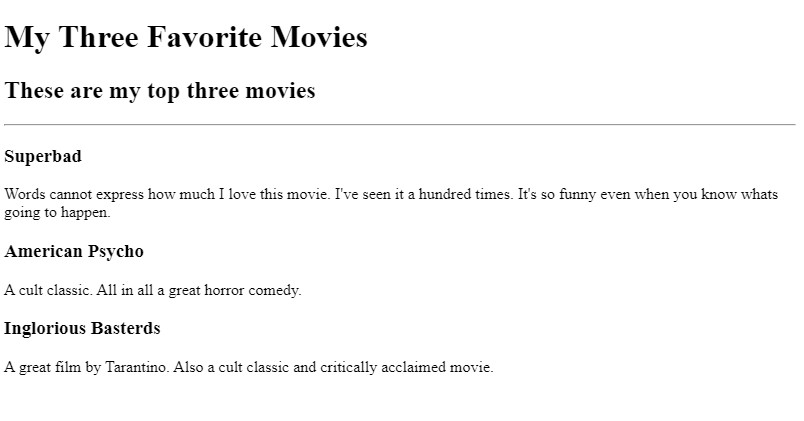 My Three Favorite Movies
These are my top three movies
Superbad
Words cannot express how much I love this movie. I've seen it a hundred times. It's so funny even when you know whats
going to happen.
American Psycho
A cult classic. All in all a great horror comedy.
Inglorious Basterds
A great film by Tarantino. Also a cult classic and critically acclaimed movie.